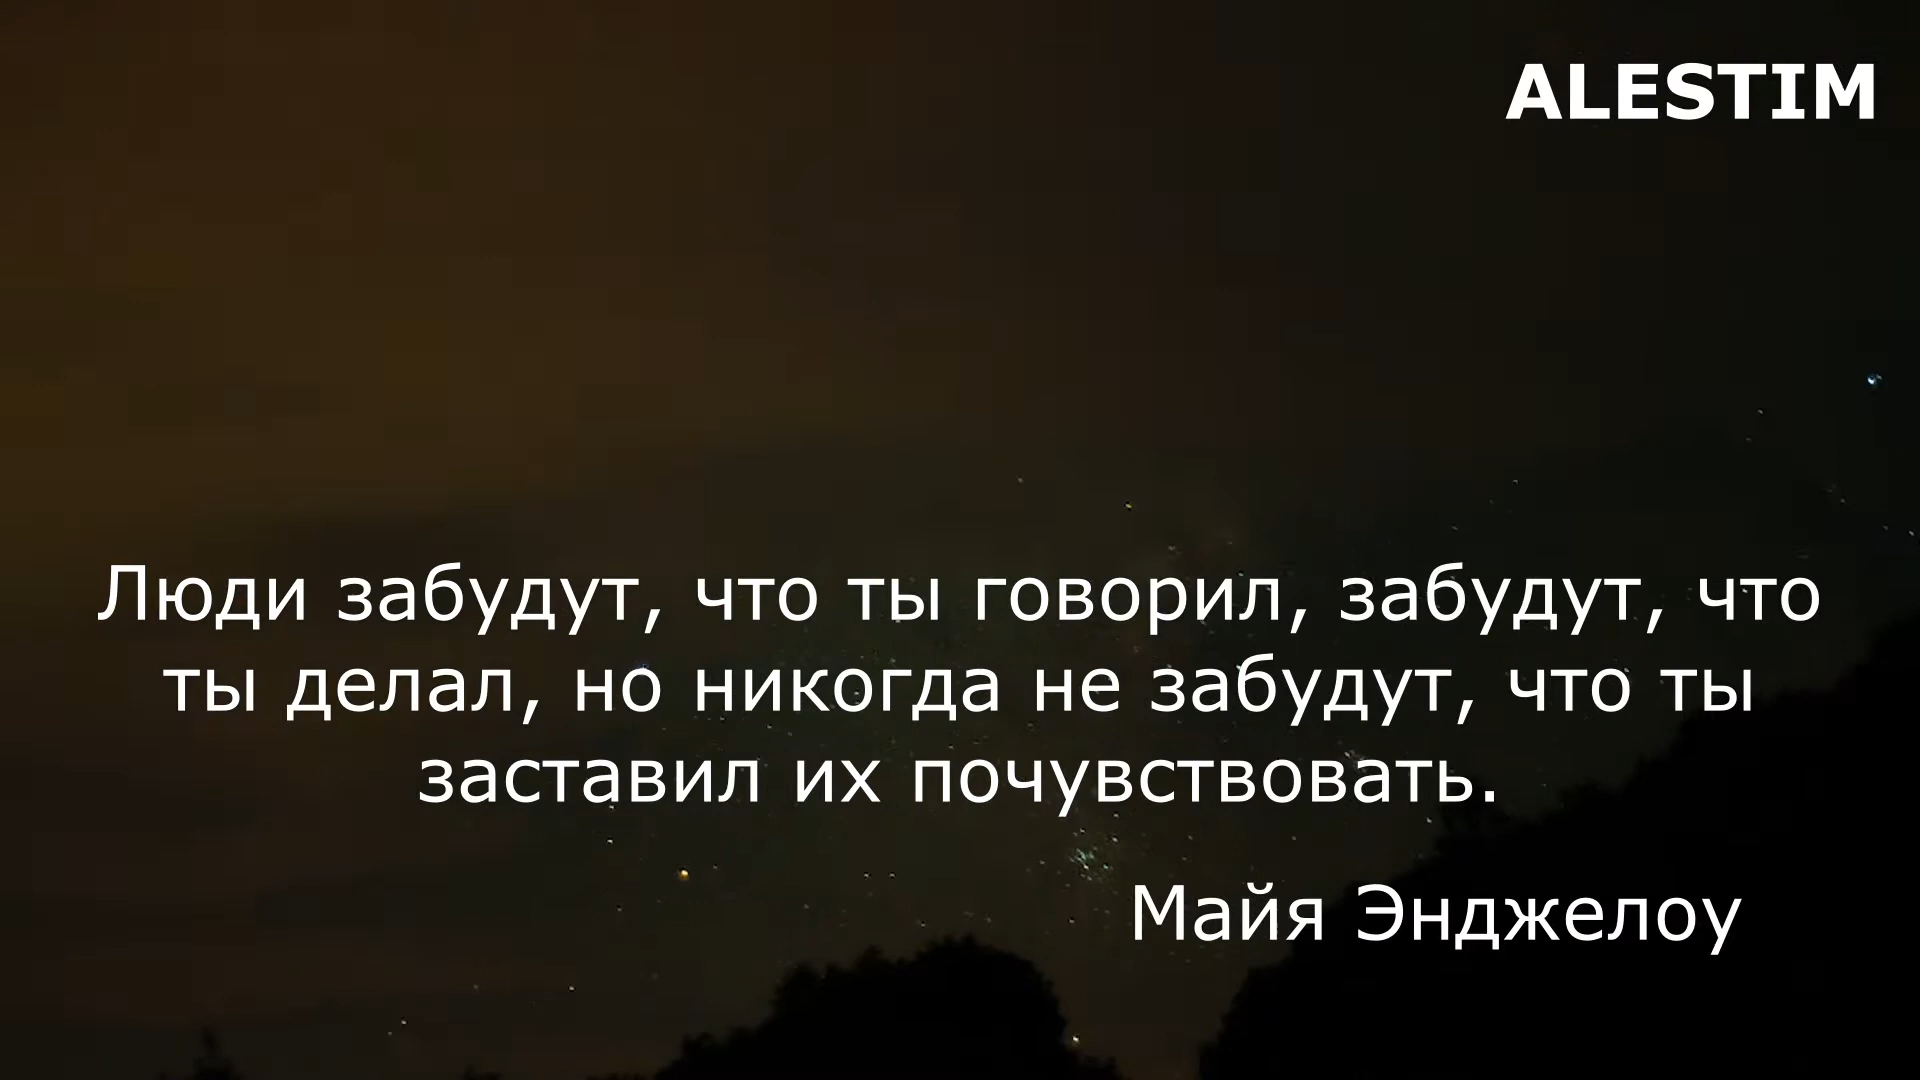 ALESTIM
Люди забудут, что ты говорил, забудут, что
ты делал, но никогда не забудут, что ты
заставил их почувствовать.
Майя Энджелоу